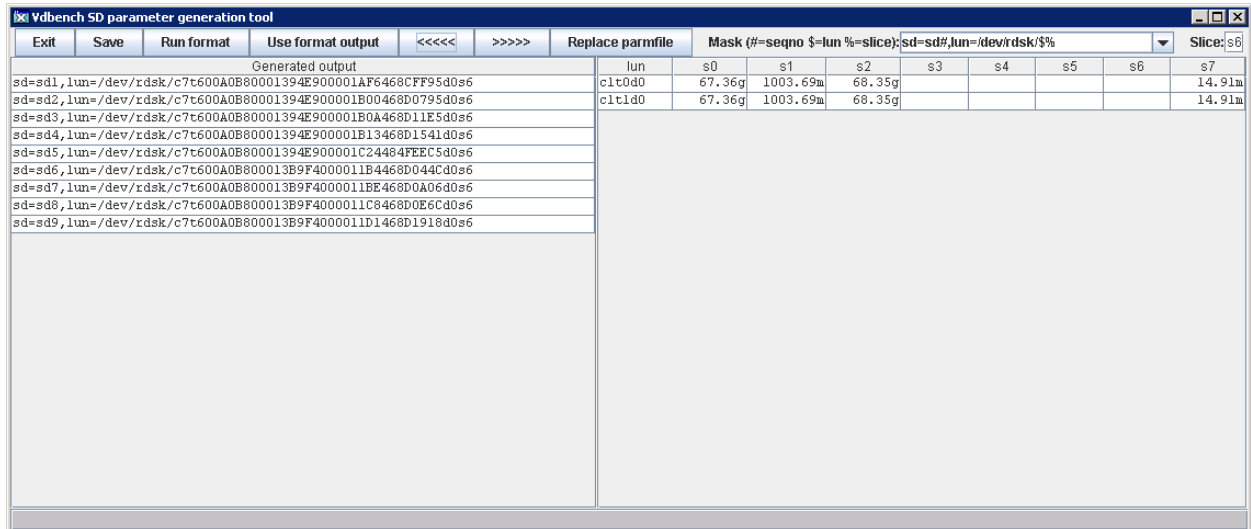 Vdbench SD parameter generation tool
Exit Save Run format Use format output <<<<< >>>>> Replace parmfile Mask (#=seqno $=lun %=slice): sd=sd#,lun=/dev/rdsk/$% Slice: s6
Generated output
sd=sd1,lun=/dev/rdsk/c7t600A0B80001394E900001AF6468CFF95d0s6
sd=sd2,lun=/dev/rdsk/c7t600A0B80001394E900001B00468D0795d0s6
sd=sd3,lun=/dev/rdsk/c7t600A0B80001394E900001B0A468D11E5d0s6
sd=sd4,lun=/dev/rdsk/c7t600A0B80001394E900001B13468D1541d0s6
sd=sd5,lun=/dev/rdsk/c7t600A0B80001394E900001C24484FEEC5d0s6
sd=sd6,lun=/dev/rdsk/c7t600A0B800013B9F4000011B4468D044Cd0s6
sd=sd7,lun=/dev/rdsk/c7t600A0B800013B9F4000011BE468D0A06d0s6
sd=sd8,lun=/dev/rdsk/c7t600A0B800013B9F4000011C8468D0E6Cd0s6
sd=sd9,lun=/dev/rdsk/c7t600A0B800013B9F4000011D1468D1918d0s6
lun s0 s1 s2 s3 s4 s5 s6 s7
c1t0d0 67.36g 1003.69m 68.35g 14.91m
c1t1d0 67.36g 1003.69m 68.35g 14.91m